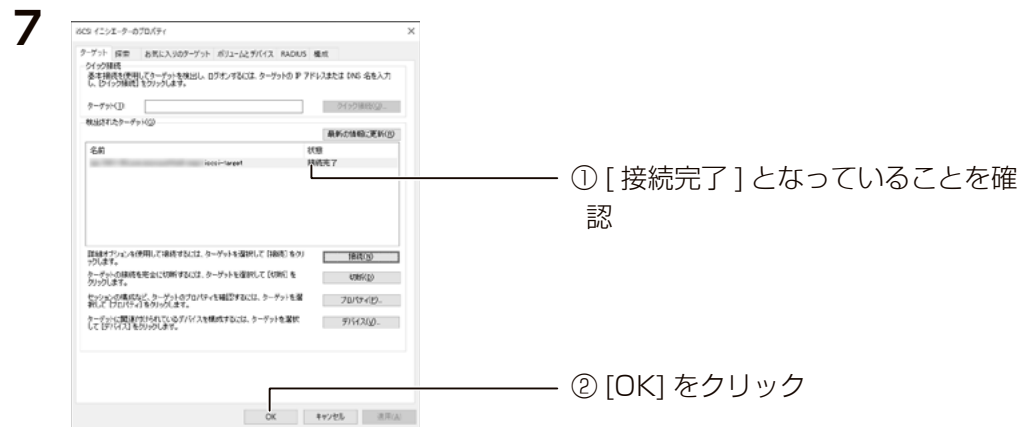 7
iSCSI イニシエーターのプロパティ
ターゲット 探索 お気に入りのターゲット ボリュームとデバイス RADIUS 構成
クイック接続
基本接続を使用してターゲットを検出し、ログオンするには、ターゲットの IP アドレスまたは DNS 名を入力
し、[クイック接続] をクリックします。
ターゲット(T):
クイック接続(Q)...
検出されたターゲット(G)
最新の情報に更新(R)
名前 状態
iscsi-target 接続完了
① [ 接続完了 ] となっていることを確
認
詳細オプションを使用して接続するには、ターゲットを選択して [接続] をクリ
ックします。
接続(N)
ターゲットの接続を完全に切断するには、ターゲットを選択して [切断] を
クリックします。
切断(D)
セッションの構成など、ターゲットのプロパティを確認するには、ターゲットを選
択して [プロパティ] をクリックします。
プロパティ(P)...
ターゲットに関連付けられているデバイスを構成するには、ターゲットを選択
して [デバイス] をクリックします。
デバイス(V)...
② [OK] をクリック
OK キャンセル 適用(A)